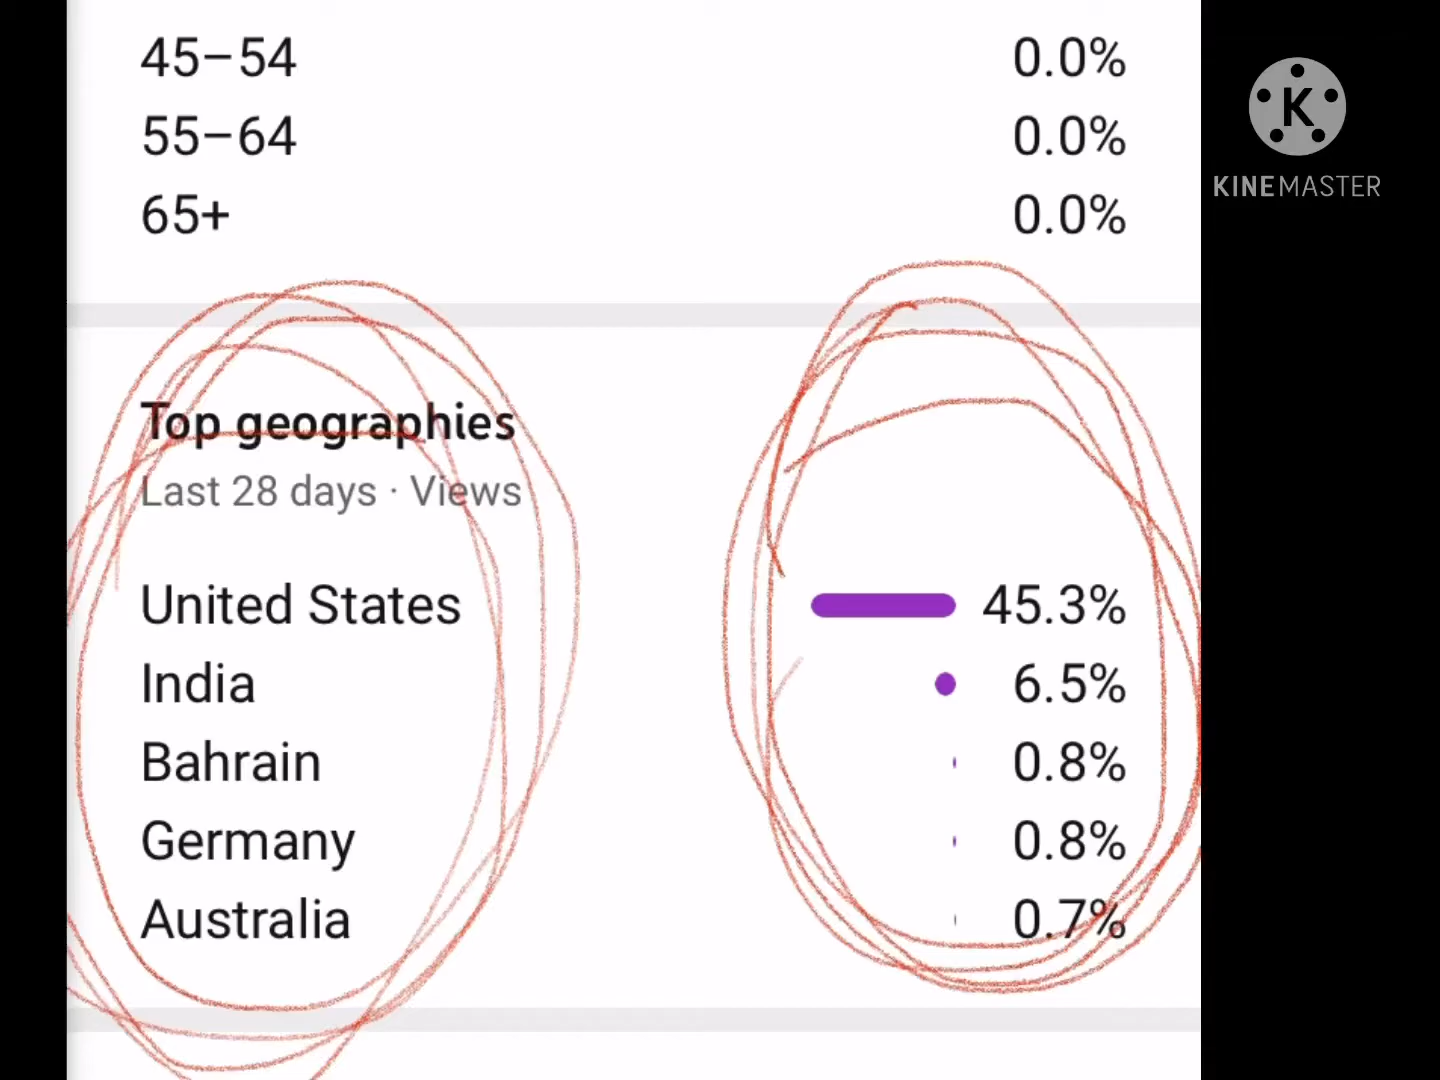 45–54 0.0%
55–64 0.0%
65+ 0.0%
K
KINEMASTER
Top geographies
Last 28 days · Views
United States 45.3%
India 6.5%
Bahrain 0.8%
Germany 0.8%
Australia 0.7%